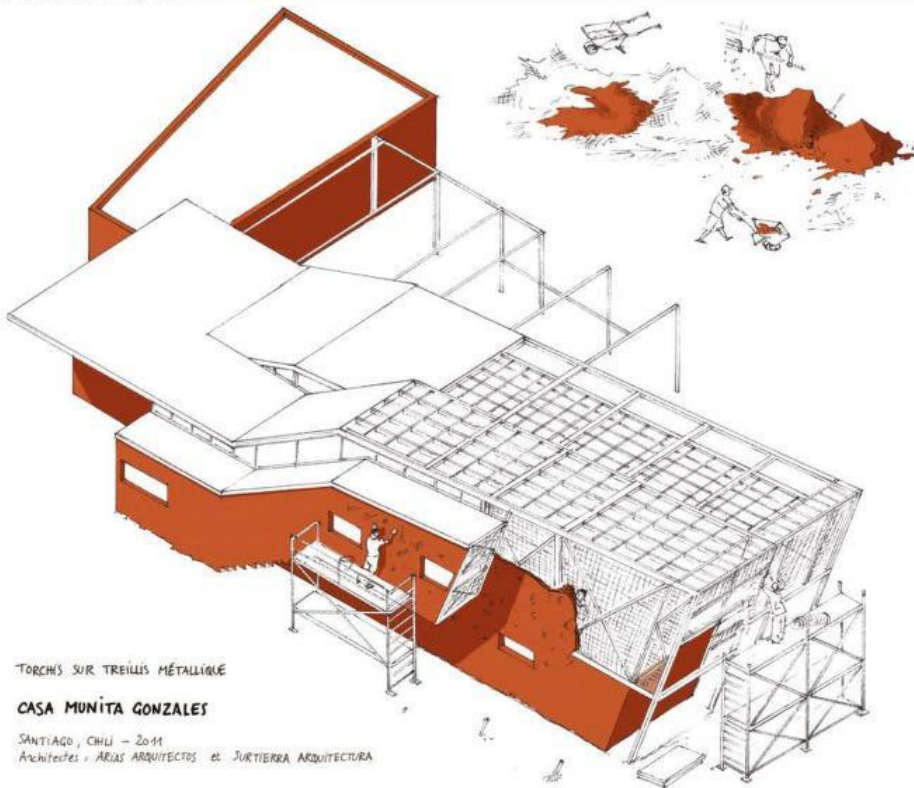 TORCHIS SUR TREILLIS MÉTALLIQUE
CASA MUNITA GONZALES
SANTIAGO, CHILI - 2011
Architectes : ARIAS ARQUITECTOS et SURTIERRA ARQUITECTURA